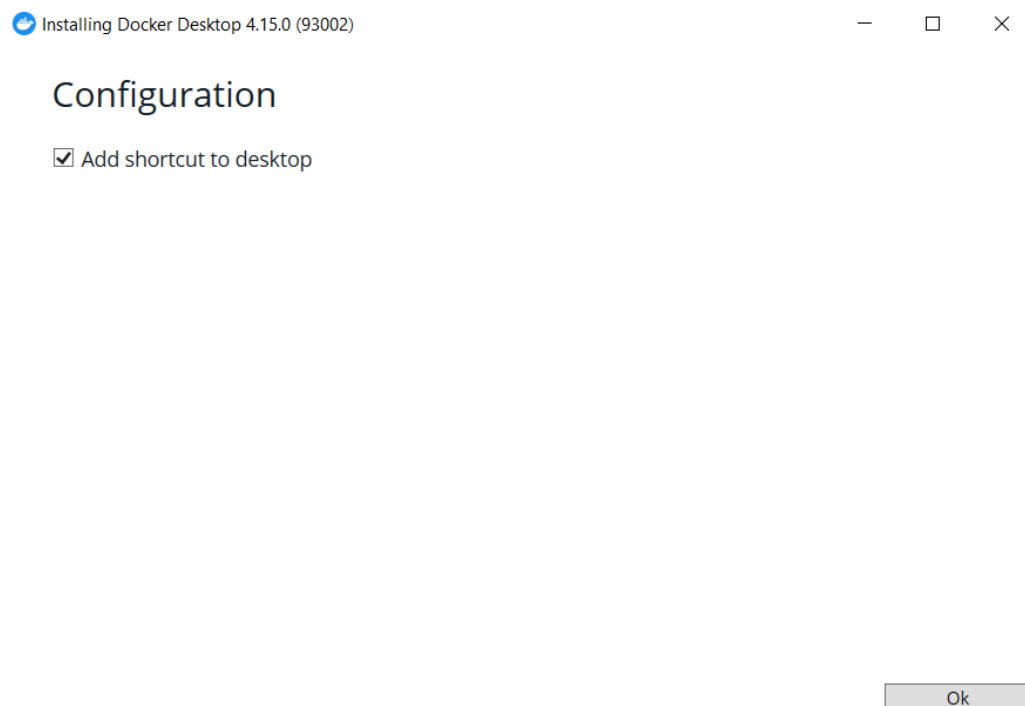 Installing Docker Desktop 4.15.0 (93002)
Configuration
Add shortcut to desktop
Ok